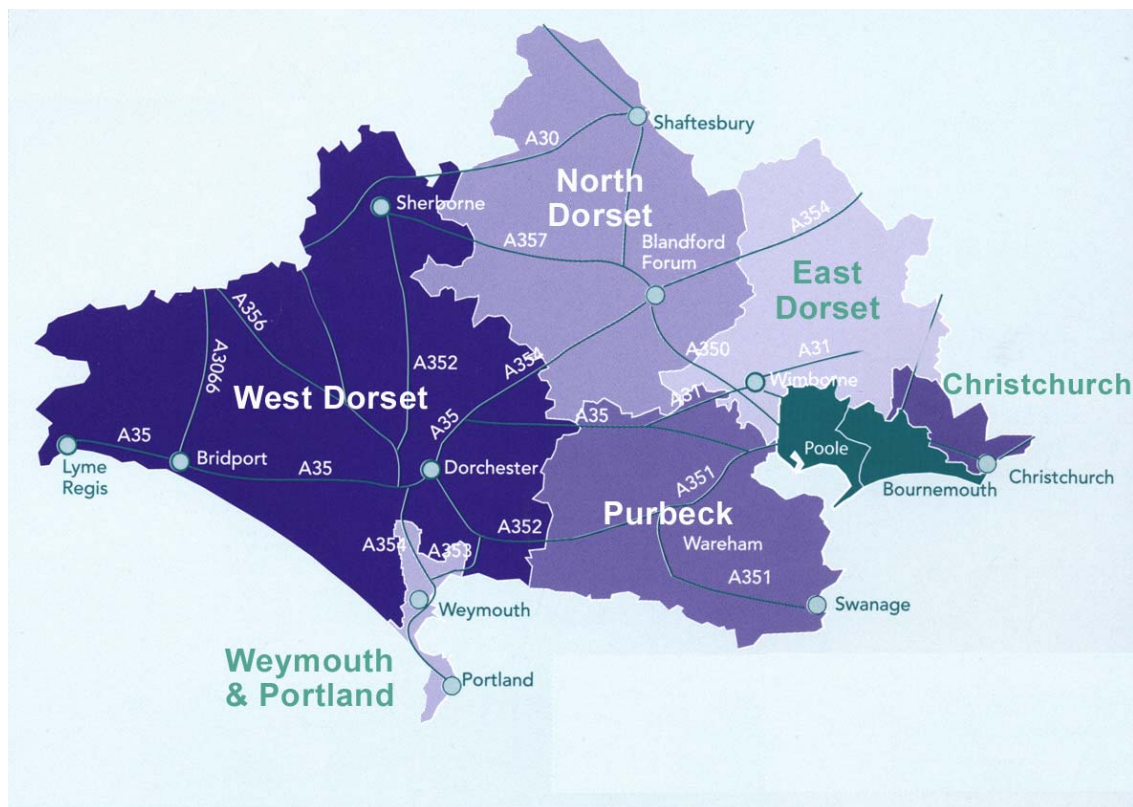 Shaftesbury
A30
North
Dorset
Sherborne
A354
A357
Blandford
Forum
East
Dorset
A356
A3066
A352
A354
A350
A31
Wimborne
Christchurch
West Dorset
A31
A35
A35
A35
Lyme
Regis
Bridport
A35
Dorchester
Poole
Bournemouth
Christchurch
A351
Purbeck
A352
Wareham
A354
A353
A351
Weymouth
Swanage
Weymouth
& Portland
Portland